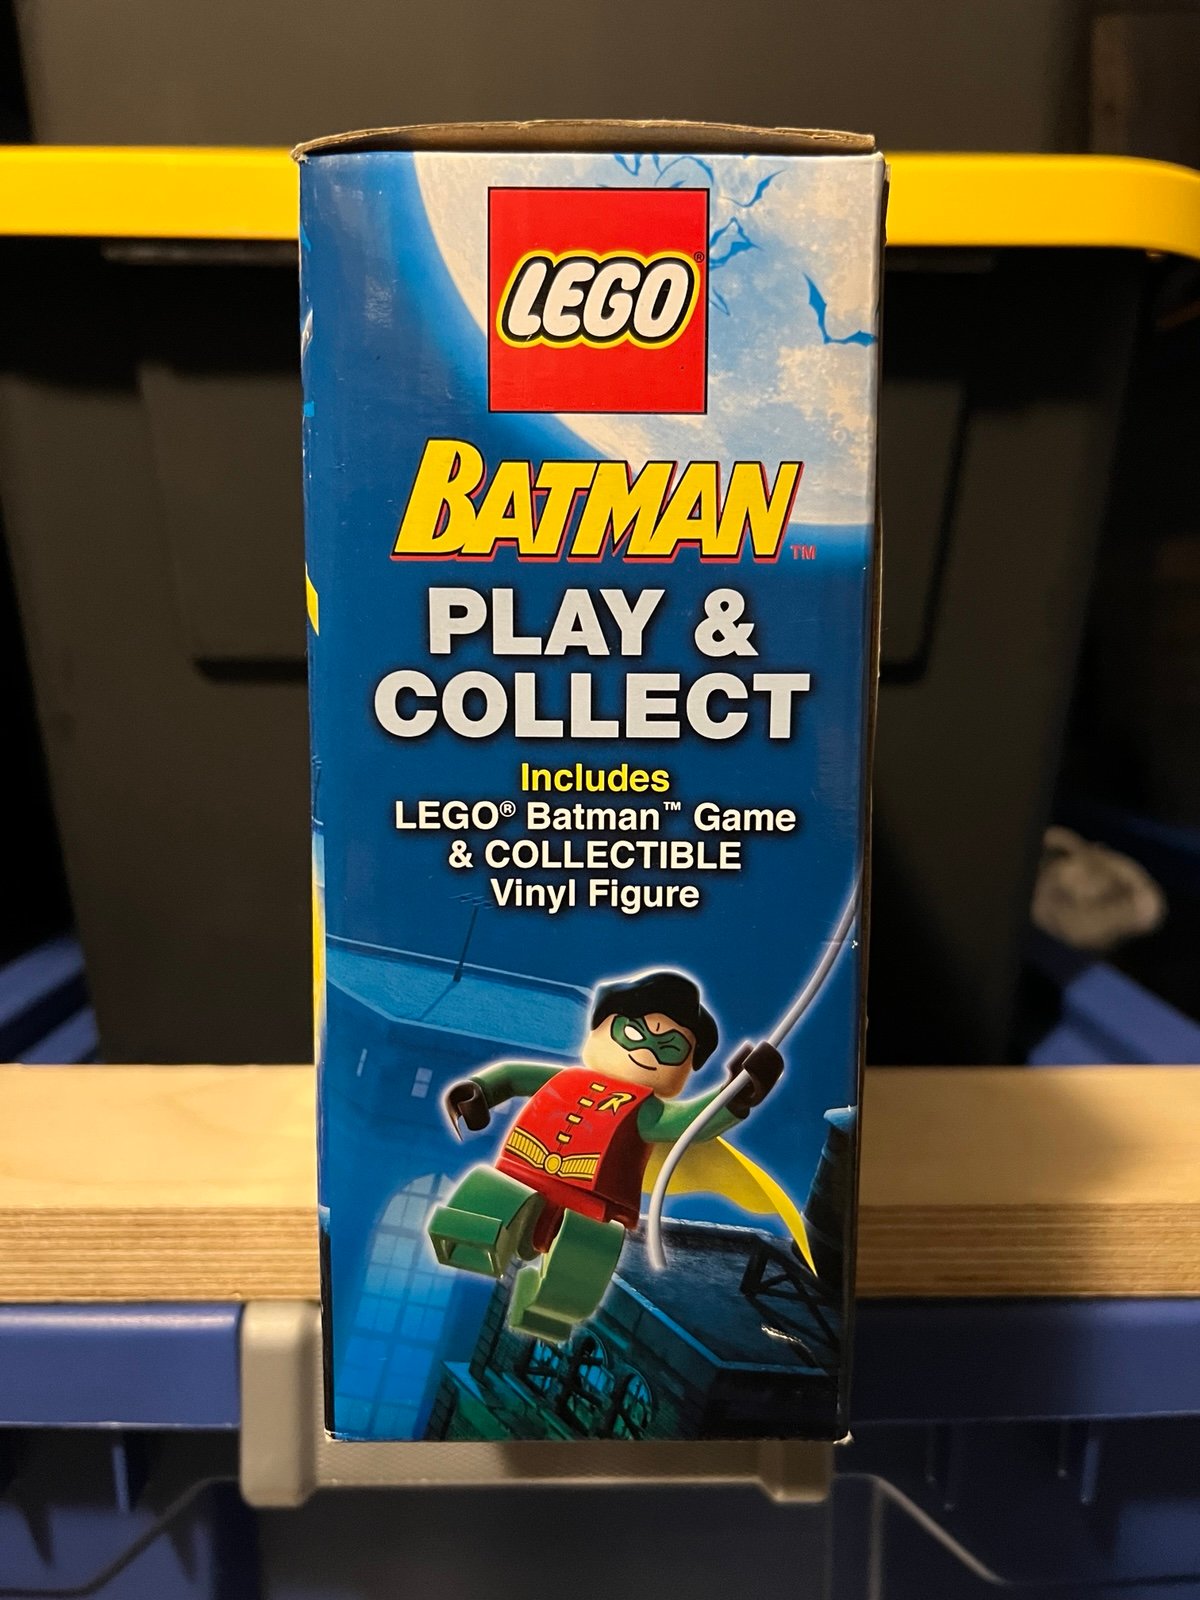 LEGO®
BATMAN™
PLAY &
COLLECT
Includes
LEGO® Batman™ Game
& COLLECTIBLE
Vinyl Figure
R